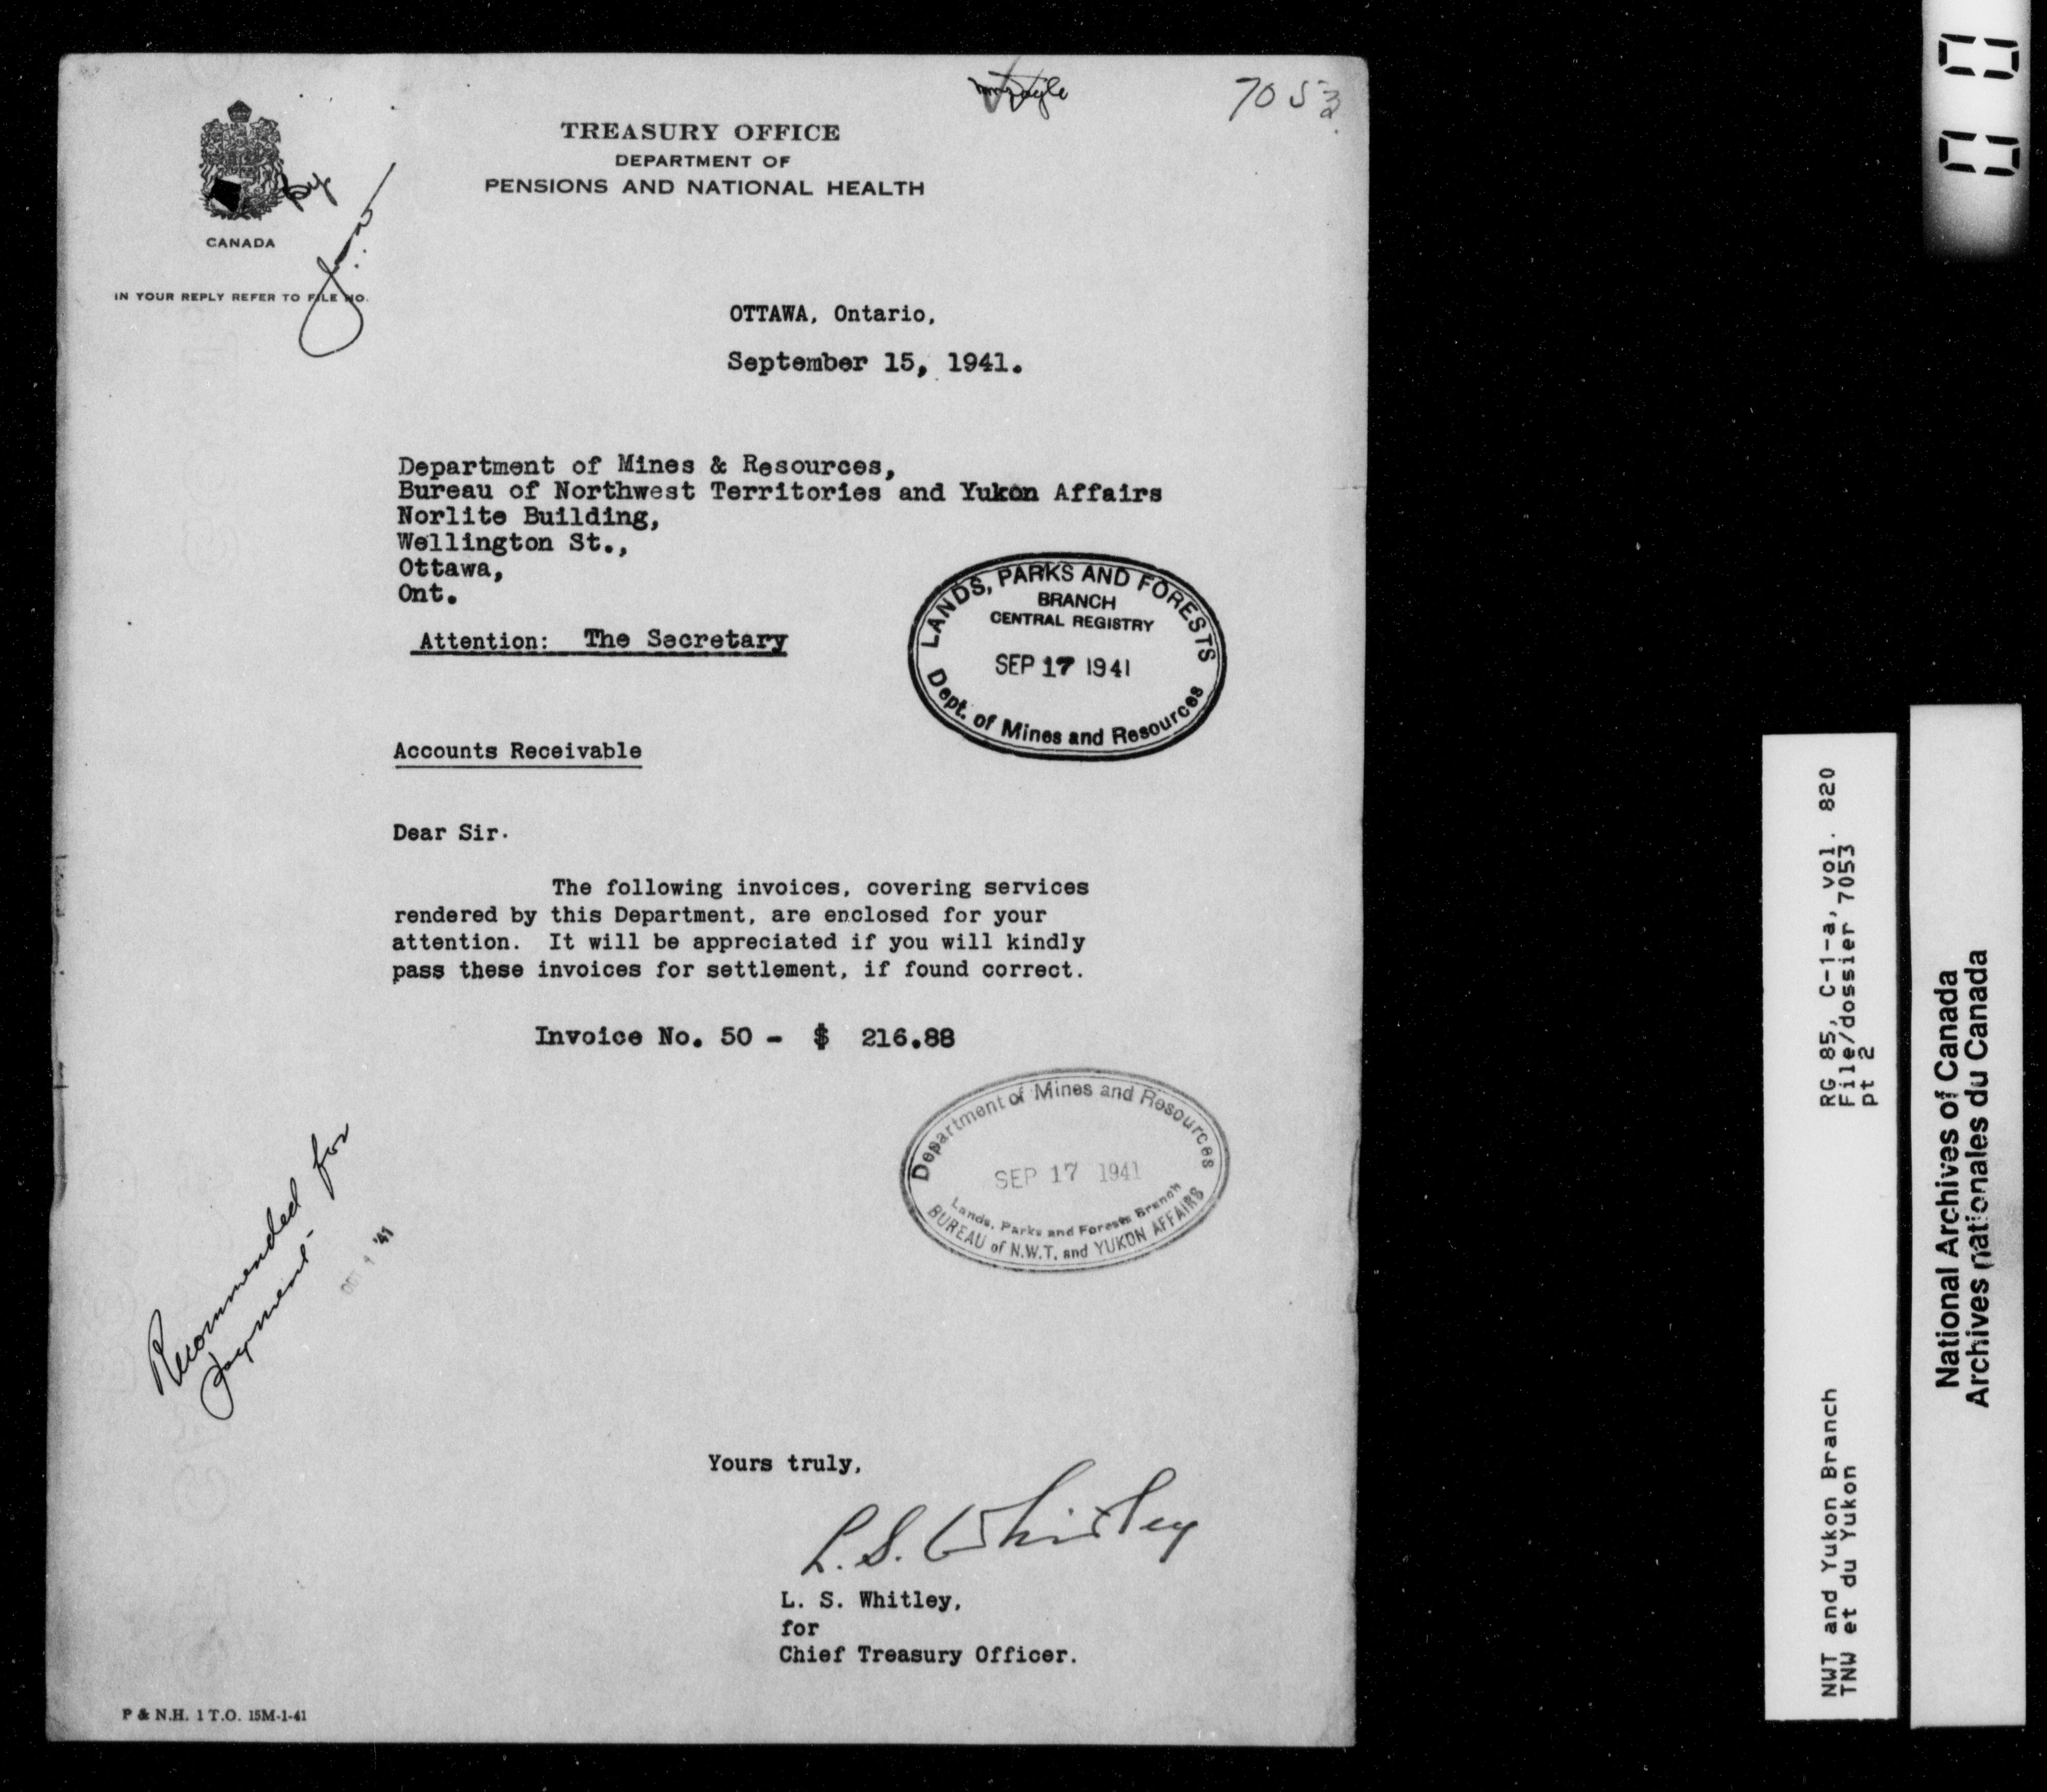 7053
TREASURY OFFICE
DEPARTMENT OF
PENSIONS AND NATIONAL HEALTH
CANADA
IN YOUR REPLY REFER TO FILE NO.
OTTAWA, Ontario,
September 15, 1941.
Department of Mines & Resources,
Bureau of Northwest Territories and Yukon Affairs
Norlite Building,
Wellington St.,
Ottawa,
Ont.
Attention: The Secretary
LANDS, PARKS AND FORESTS
BRANCH
CENTRAL REGISTRY
SEP 17 1941
Dept. of Mines and Resources
Accounts Receivable
Dear Sir.
The following invoices, covering services
rendered by this Department, are enclosed for your
attention. It will be appreciated if you will kindly
pass these invoices for settlement, if found correct.
Invoice No. 50 - $ 216.88
Department of Mines and Resources
SEP 17 1941
Lands, Parks and Forests Branch
BUREAU of N.W.T. and YUKON AFFAIRS
Recommended for
payment
'41
Yours truly,
L. S. Whitley
L. S. Whitley,
for
Chief Treasury Officer.
P & N.H. 1 T.O. 15M-1-41
RG 85, C-1-a, vol. 820
File/dossier 7053
pt 2
NWT and Yukon Branch
TNW et du Yukon
National Archives of Canada
Archives nationales du Canada